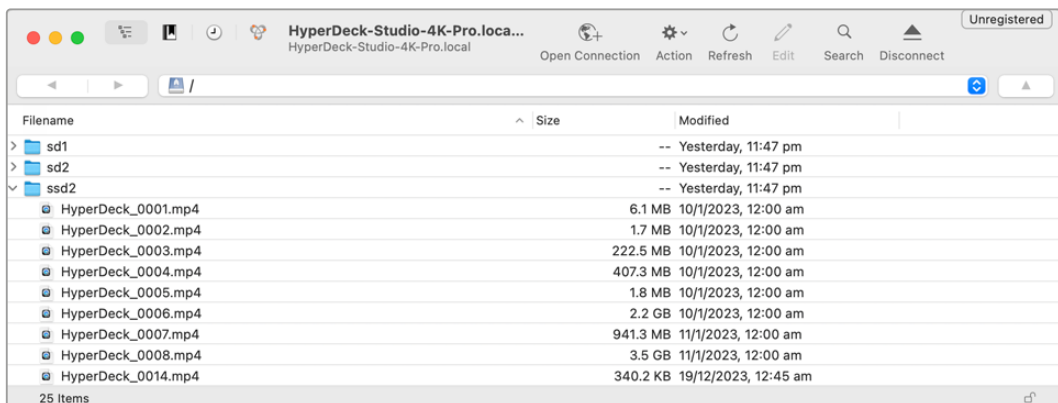 Unregistered
HyperDeck-Studio-4K-Pro.loca...
HyperDeck-Studio-4K-Pro.local
Open Connection Action Refresh Edit Search Disconnect
/
Filename Size Modified
sd1 -- Yesterday, 11:47 pm
sd2 -- Yesterday, 11:47 pm
ssd2 -- Yesterday, 11:47 pm
HyperDeck_0001.mp4 6.1 MB 10/1/2023, 12:00 am
HyperDeck_0002.mp4 1.7 MB 10/1/2023, 12:00 am
HyperDeck_0003.mp4 222.5 MB 10/1/2023, 12:00 am
HyperDeck_0004.mp4 407.3 MB 10/1/2023, 12:00 am
HyperDeck_0005.mp4 1.8 MB 10/1/2023, 12:00 am
HyperDeck_0006.mp4 2.2 GB 10/1/2023, 12:00 am
HyperDeck_0007.mp4 941.3 MB 11/1/2023, 12:00 am
HyperDeck_0008.mp4 3.5 GB 11/1/2023, 12:00 am
HyperDeck_0014.mp4 340.2 KB 19/12/2023, 12:45 am
25 Items